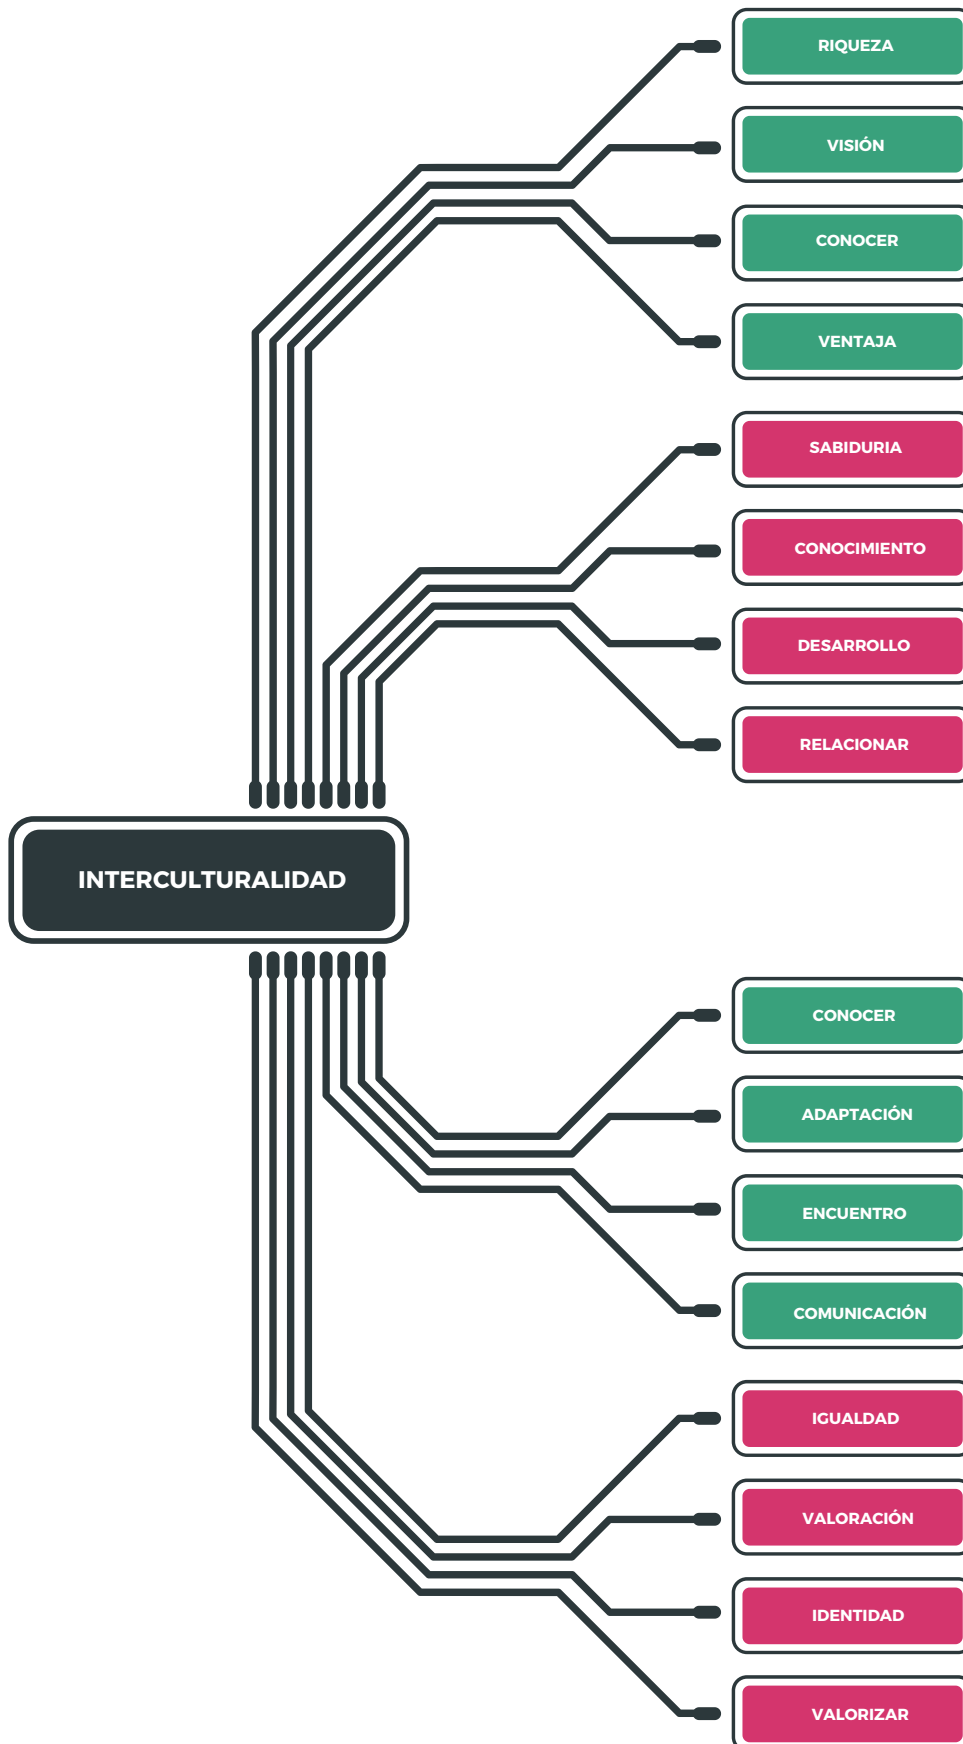 RIQUEZA
VISIÓN
CONOCER
VENTAJA
SABIDURIA
CONOCIMIENTO
DESARROLLO
RELACIONAR
INTERCULTURALIDAD
CONOCER
ADAPTACIÓN
ENCUENTRO
COMUNICACIÓN
IGUALDAD
VALORACIÓN
IDENTIDAD
VALORIZAR